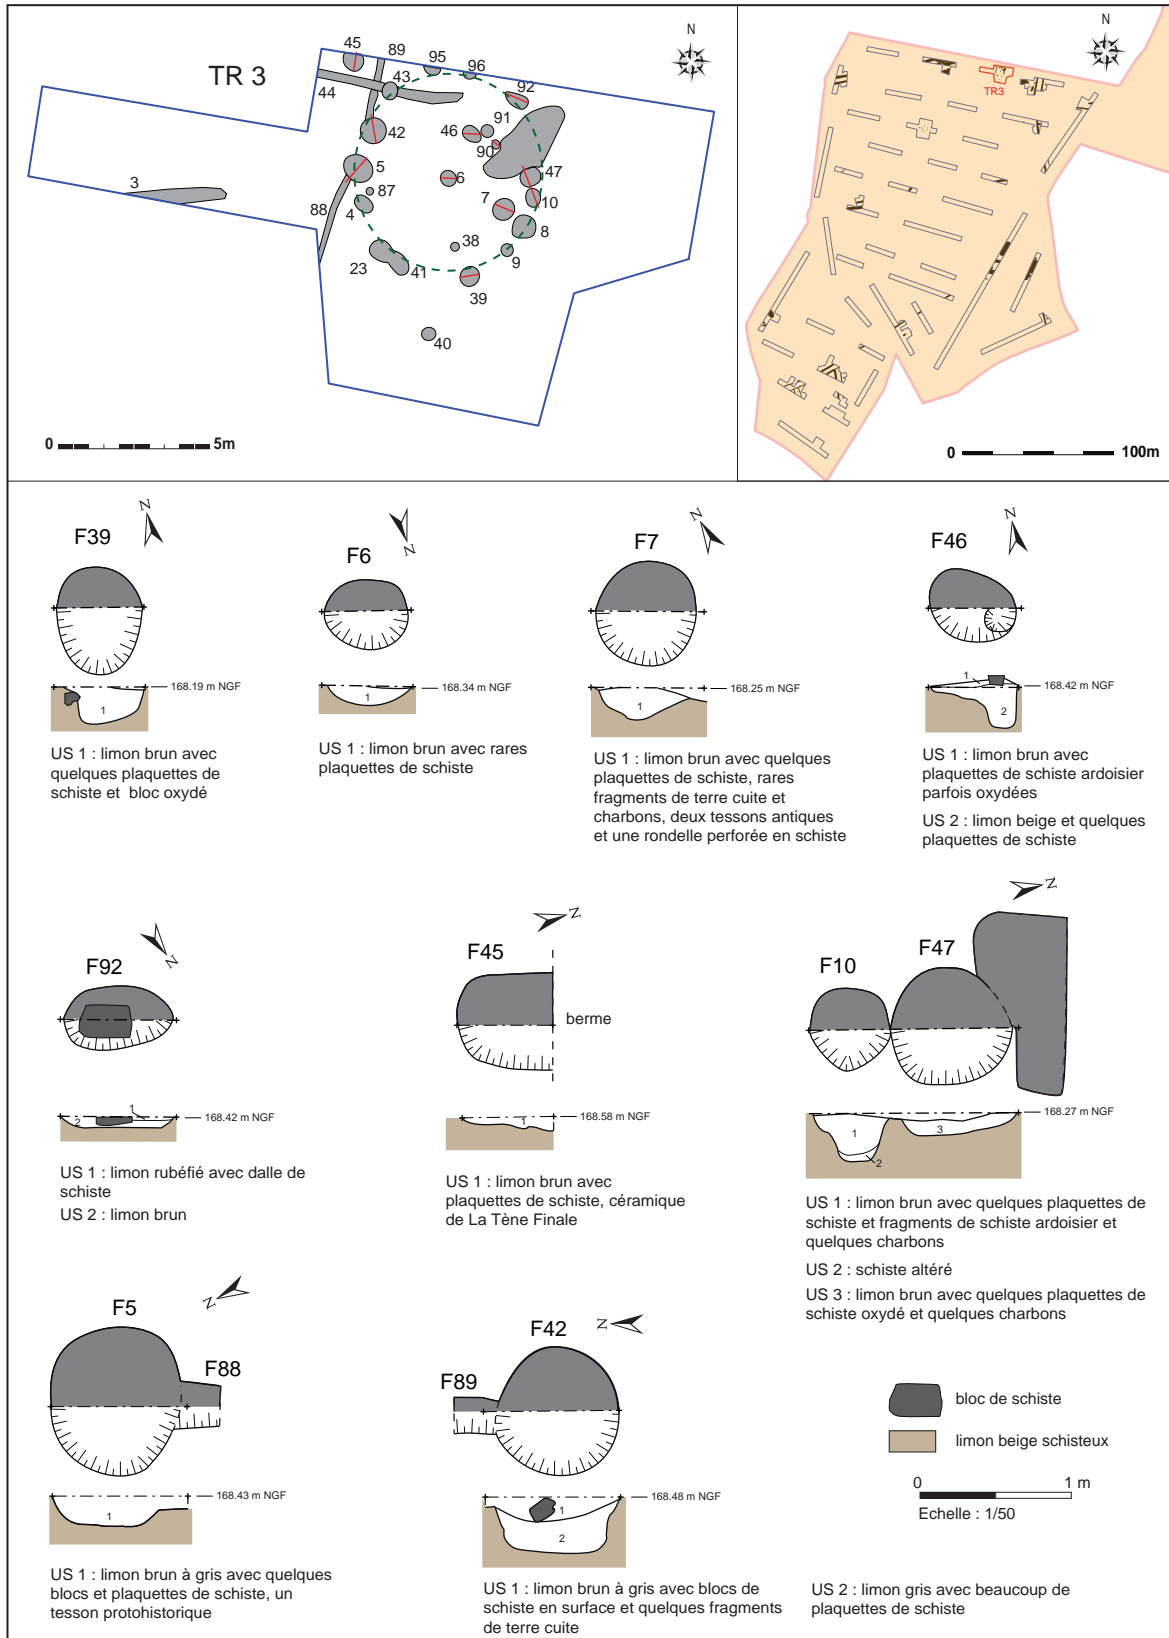 TR 3
N
45
89
95
96
92
44
43
42
46
91
90
47
5
6
87
10
3
4
7
88
8
38
9
23
41
39
40
0
5m
N
TR3
0
100m
F39
N
168.19 m NGF
1
US 1 : limon brun avec
quelques plaquettes de
schiste et bloc oxydé
F6
N
168.34 m NGF
1
US 1 : limon brun avec rares
plaquettes de schiste
F7
N
168.25 m NGF
1
US 1 : limon brun avec quelques
plaquettes de schiste, rares
fragments de terre cuite et
charbons, deux tessons antiques
et une rondelle perforée en schiste
F46
N
1
168.42 m NGF
2
US 1 : limon brun avec
plaquettes de schiste ardoisier
parfois oxydées
US 2 : limon beige et quelques
plaquettes de schiste
F92
N
1
2
168.42 m NGF
US 1 : limon rubéfié avec dalle de
schiste
US 2 : limon brun
F45
N
berme
1
168.58 m NGF
US 1 : limon brun avec
plaquettes de schiste, céramique
de La Tène Finale
F10
F47
N
168.27 m NGF
1
2
3
US 1 : limon brun avec quelques plaquettes de
schiste et fragments de schiste ardoisier et
quelques charbons
US 2 : schiste altéré
US 3 : limon brun avec quelques plaquettes de
schiste oxydé et quelques charbons
F5
N
F88
168.43 m NGF
1
US 1 : limon brun à gris avec quelques
blocs et plaquettes de schiste, un
tesson protohistorique
F42
N
F89
168.48 m NGF
1
2
US 1 : limon brun à gris avec blocs de
schiste en surface et quelques fragments
de terre cuite
US 2 : limon gris avec beaucoup de
plaquettes de schiste
bloc de schiste
limon beige schisteux
0
1 m
Echelle : 1/50